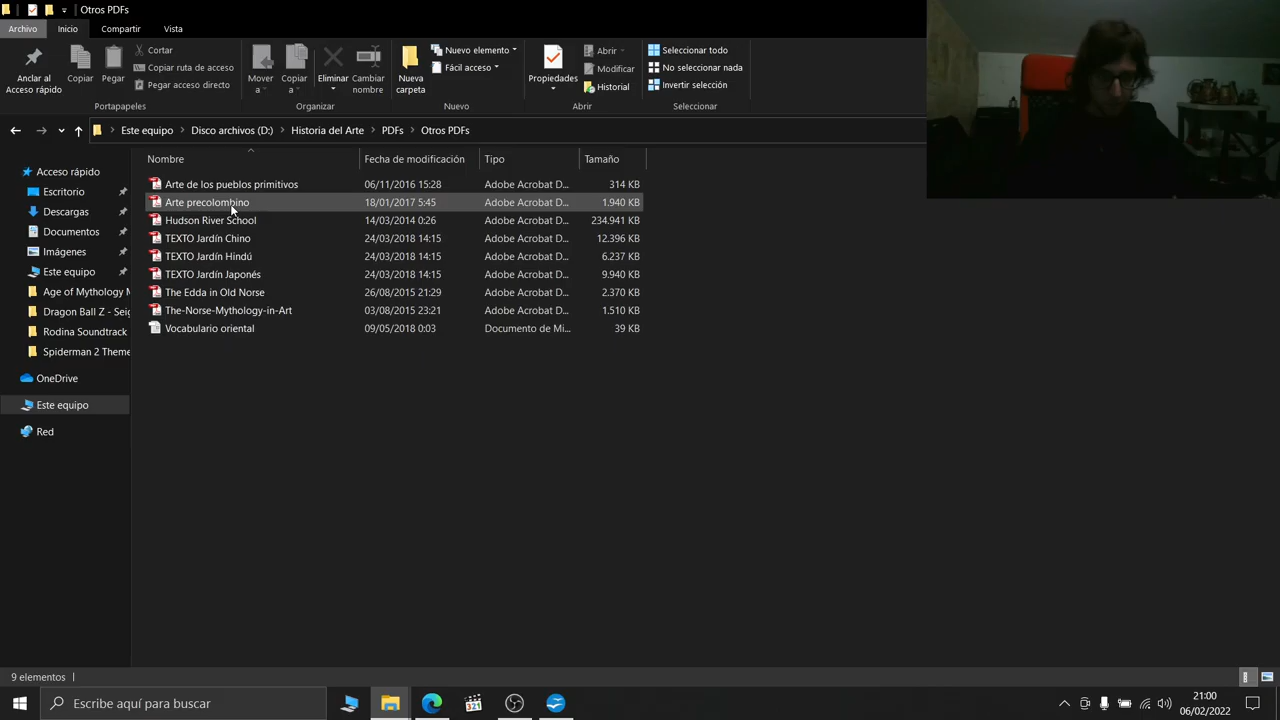 Otros PDFs
Archivo Inicio Compartir Vista
Anclar al Acceso rápido
Copiar
Pegar
Cortar
Copiar ruta de acceso
Pegar acceso directo
Portapapeles
Mover a
Copiar a
Eliminar
Cambiar nombre
Organizar
Nueva carpeta
Nuevo elemento
Fácil acceso
Nuevo
Propiedades
Abrir
Modificar
Historial
Abrir
Seleccionar todo
No seleccionar nada
Invertir selección
Seleccionar
Este equipo Disco archivos (D:) Historia del Arte PDFs Otros PDFs
Acceso rápido
Escritorio
Descargas
Documentos
Imágenes
Este equipo
Age of Mythology M
Dragon Ball Z - Seig
Rodina Soundtrack
Spiderman 2 Theme
OneDrive
Este equipo
Red
Nombre Fecha de modificación Tipo Tamaño
Arte de los pueblos primitivos 06/11/2016 15:28 Adobe Acrobat D... 314 KB
Arte precolombino 18/01/2017 5:45 Adobe Acrobat D... 1.940 KB
Hudson River School 14/03/2014 0:26 Adobe Acrobat D... 234.941 KB
TEXTO Jardín Chino 24/03/2018 14:15 Adobe Acrobat D... 12.396 KB
TEXTO Jardín Hindú 24/03/2018 14:15 Adobe Acrobat D... 6.237 KB
TEXTO Jardín Japonés 24/03/2018 14:15 Adobe Acrobat D... 9.940 KB
The Edda in Old Norse 26/08/2015 21:29 Adobe Acrobat D... 2.370 KB
The-Norse-Mythology-in-Art 03/08/2015 23:21 Adobe Acrobat D... 1.510 KB
Vocabulario oriental 09/05/2018 0:03 Documento de Mi... 39 KB
9 elementos
Escribe aquí para buscar
321
21:00
06/02/2022